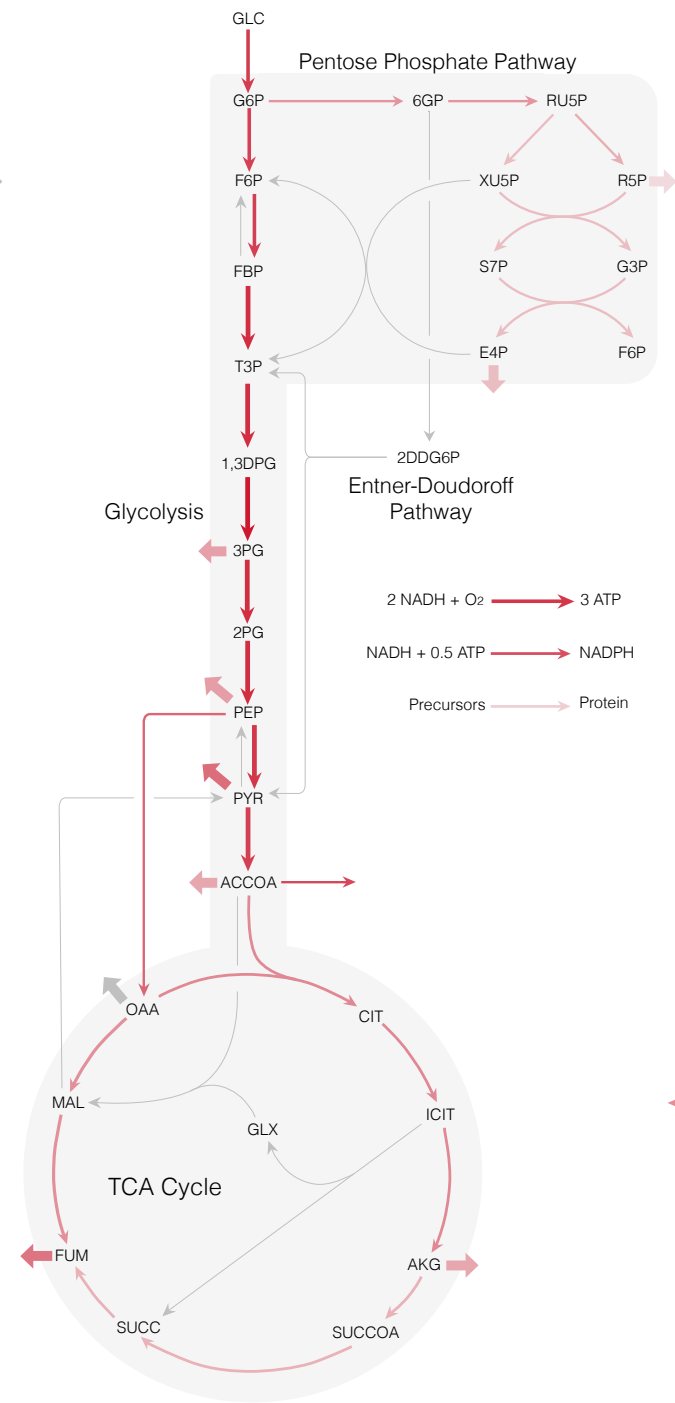 GLC
Pentose Phosphate Pathway
G6P
6GP
RU5P
F6P
XU5P
R5P
FBP
S7P
G3P
T3P
E4P
F6P
1,3DPG
2DDG6P
Entner-Doudoroff
Pathway
Glycolysis
3PG
2 NADH + O2
3 ATP
2PG
NADH + 0.5 ATP
NADPH
Precursors
Protein
PEP
PYR
ACCOA
OAA
CIT
MAL
ICIT
GLX
TCA Cycle
FUM
AKG
SUCC
SUCCOA